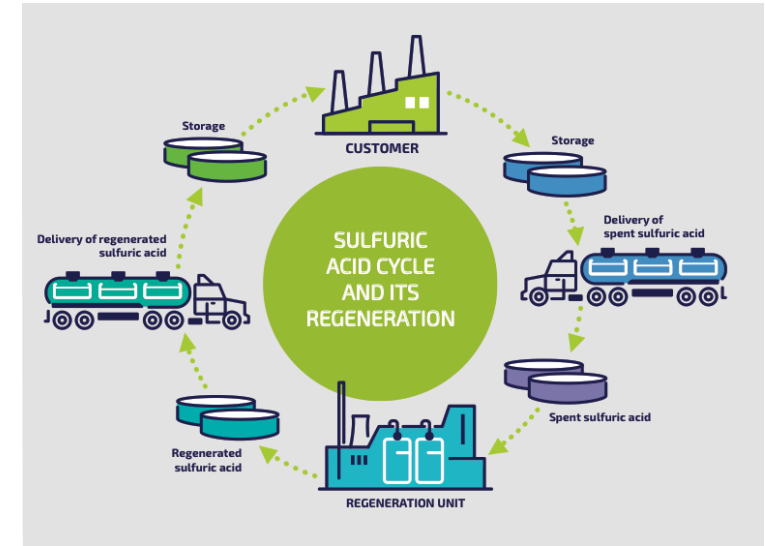 Storage
CUSTOMER
Storage
Delivery of regenerated
sulfuric acid
SULFURIC
ACID CYCLE
AND ITS
REGENERATION
Delivery of
spent sulfuric acid
Spent sulfuric acid
Regenerated
sulfuric acid
REGENERATION UNIT